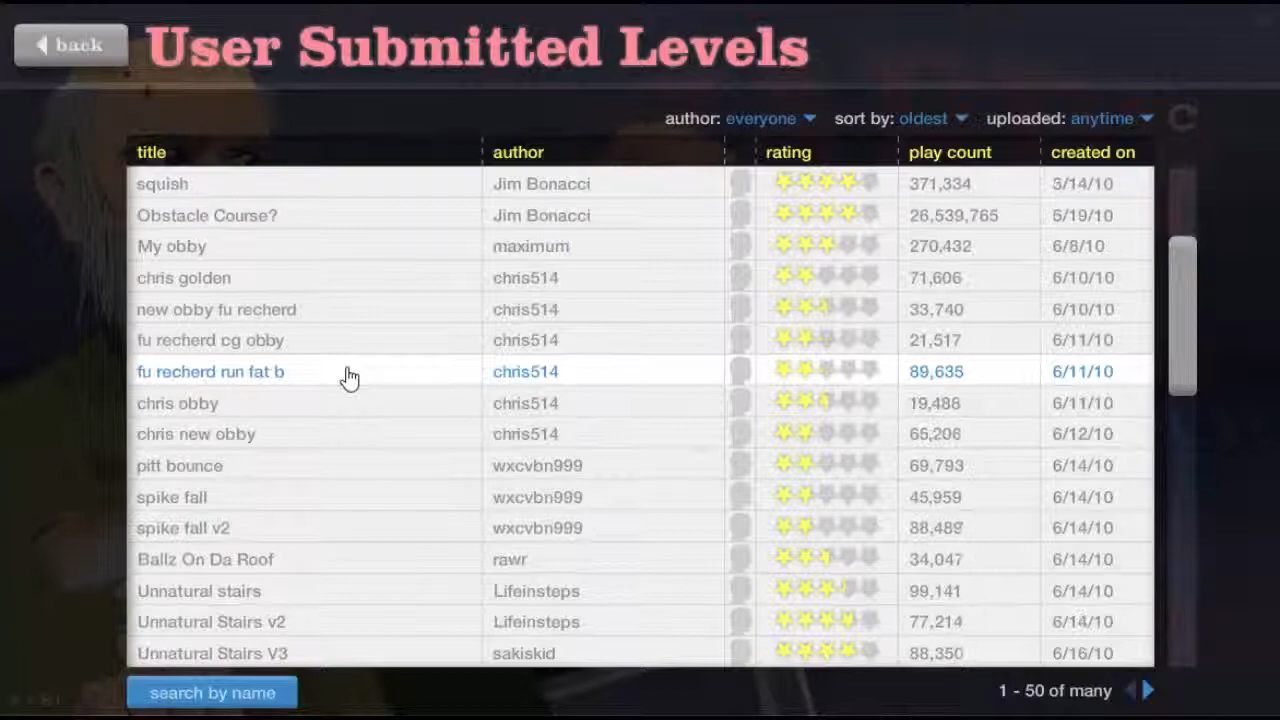 back
User Submitted Levels
author: everyone sort by: oldest uploaded: anytime
title author rating play count created on
squish Jim Bonacci 371,334 3/14/10
Obstacle Course? Jim Bonacci 26,539,765 5/19/10
My obby maximum 270,432 6/8/10
chris golden chris514 71,606 6/10/10
new obby fu recherd chris514 33,740 6/10/10
fu recherd cg obby chris514 21,517 6/11/10
fu recherd run fat b chris514 89,635 6/11/10
chris obby chris514 19,488 6/11/10
chris new obby chris514 65,206 6/12/10
pitt bounce wxcvbn999 69,793 6/14/10
spike fall wxcvbn999 45,959 6/14/10
spike fall v2 wxcvbn999 88,489 6/14/10
Ballz On Da Roof rawr 34,047 6/14/10
Unnatural stairs Lifeinsteps 99,141 6/14/10
Unnatural Stairs v2 Lifeinsteps 77,214 6/14/10
Unnatural Stairs V3 sakiskid 88,350 6/16/10
search by name 1 - 50 of many